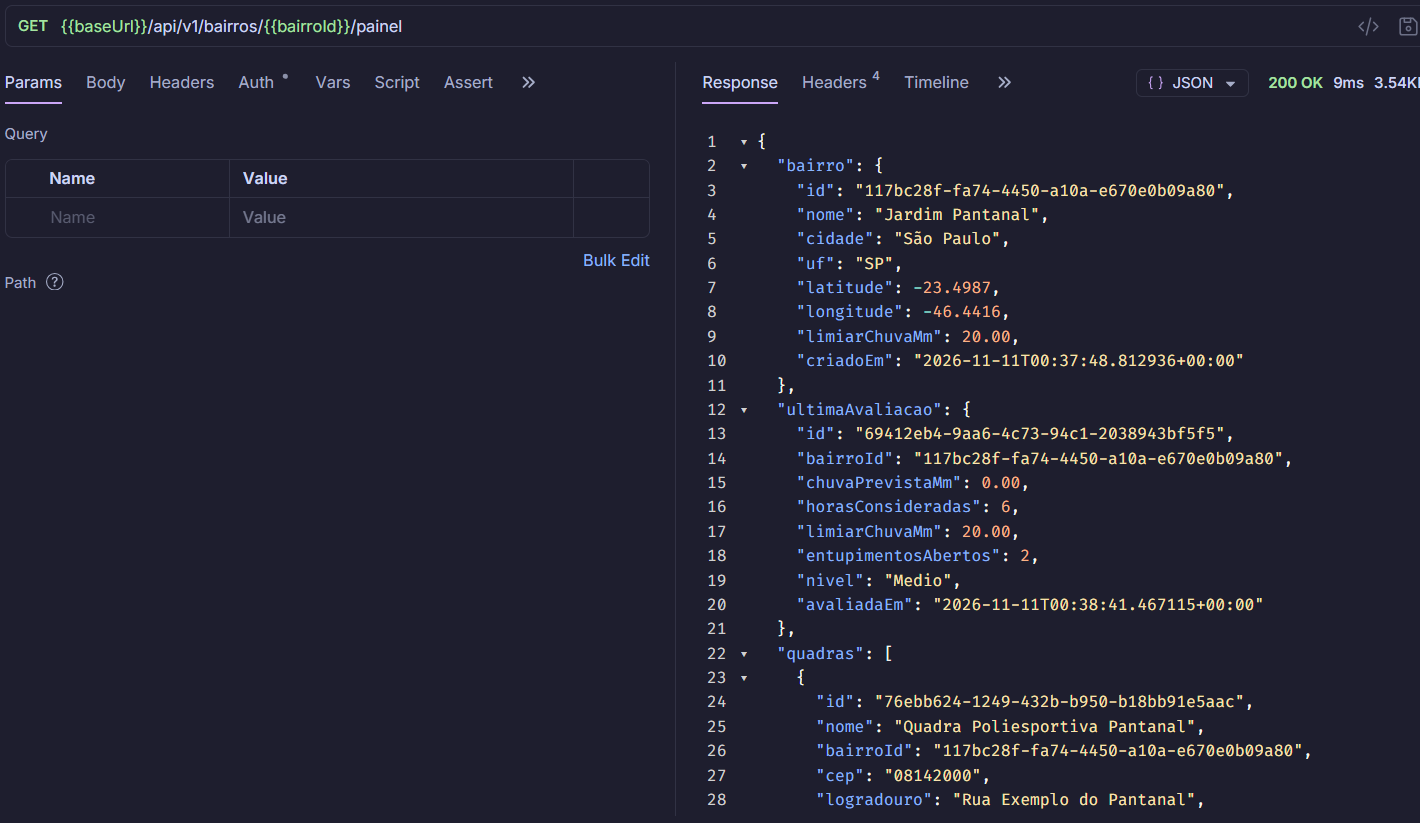 GET {{baseUrl}}/api/v1/bairros/{{bairroId}}/painel </>
Params Body Headers Auth Vars Script Assert »
Query
Name Value
Name Value
Bulk Edit
Path ?
Response Headers 4 Timeline » { } JSON 200 OK 9ms 3.54K
1 {
2 "bairro": {
3 "id": "117bc28f-fa74-4450-a10a-e670e0b09a80",
4 "nome": "Jardim Pantanal",
5 "cidade": "São Paulo",
6 "uf": "SP",
7 "latitude": -23.4987,
8 "longitude": -46.4416,
9 "limiarChuvaMm": 20.00,
10 "criadoEm": "2026-11-11T00:37:48.812936+00:00"
11 },
12 "ultimaAvaliacao": {
13 "id": "69412eb4-9aa6-4c73-94c1-2038943bf5f5",
14 "bairroId": "117bc28f-fa74-4450-a10a-e670e0b09a80",
15 "chuvaPrevistaMm": 0.00,
16 "horasConsideradas": 6,
17 "limiarChuvaMm": 20.00,
18 "entupimentosAbertos": 2,
19 "nivel": "Medio",
20 "avaliadaEm": "2026-11-11T00:38:41.467115+00:00"
21 },
22 "quadras": [
23 {
24 "id": "76ebb624-1249-432b-b950-b18bb91e5aac",
25 "nome": "Quadra Poliesportiva Pantanal",
26 "bairroId": "117bc28f-fa74-4450-a10a-e670e0b09a80",
27 "cep": "08142000",
28 "logradouro": "Rua Exemplo do Pantanal",